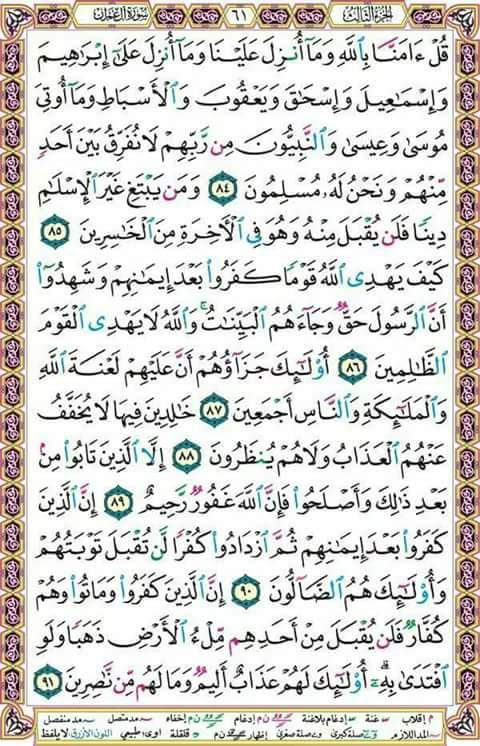 الجزء الثالث ٦١ سورة آل عمران
قُلْ ءَامَنَّا بِٱللَّهِ وَمَآ أُنزِلَ عَلَيْنَا وَمَآ أُنزِلَ عَلَىٰٓ إِبْرَٰهِيمَ
وَإِسْمَـٰعِيلَ وَإِسْحَـٰقَ وَيَعْقُوبَ وَٱلْأَسْبَاطِ وَمَآ أُوتِىَ
مُوسَىٰ وَعِيسَىٰ وَٱلنَّبِيُّونَ مِن رَّبِّهِمْ لَا نُفَرِّقُ بَيْنَ أَحَدٍ
مِّنْهُمْ وَنَحْنُ لَهُۥ مُسْلِمُونَ ٨٤ وَمَن يَبْتَغِ غَيْرَ ٱلْإِسْلَـٰمِ
دِينًا فَلَن يُقْبَلَ مِنْهُ وَهُوَ فِى ٱلْـَٔاخِرَةِ مِنَ ٱلْخَـٰسِرِينَ ٨٥
كَيْفَ يَهْدِى ٱللَّهُ قَوْمًا كَفَرُوا۟ بَعْدَ إِيمَـٰنِهِمْ وَشَهِدُوٓا۟
أَنَّ ٱلرَّسُولَ حَقٌّ وَجَآءَهُمُ ٱلْبَيِّنَـٰتُ ۚ وَٱللَّهُ لَا يَهْدِى ٱلْقَوْمَ
ٱلظَّـٰلِمِينَ ٨٦ أُو۟لَـٰٓئِكَ جَزَآؤُهُمْ أَنَّ عَلَيْهِمْ لَعْنَةَ ٱللَّهِ
وَٱلْمَلَـٰٓئِكَةِ وَٱلنَّاسِ أَجْمَعِينَ ٨٧ خَـٰلِدِينَ فِيهَا لَا يُخَفَّفُ
عَنْهُمُ ٱلْعَذَابُ وَلَا هُمْ يُنظَرُونَ ٨٨ إِلَّا ٱلَّذِينَ تَابُوا۟ مِنۢ
بَعْدِ ذَٰلِكَ وَأَصْلَحُوا۟ فَإِنَّ ٱللَّهَ غَفُورٌ رَّحِيمٌ ٨٩ إِنَّ ٱلَّذِينَ
كَفَرُوا۟ بَعْدَ إِيمَـٰنِهِمْ ثُمَّ ٱزْدَادُوا۟ كُفْرًا لَّن تُقْبَلَ تَوْبَتُهُمْ
وَأُو۟لَـٰٓئِكَ هُمُ ٱلضَّآلُّونَ ٩٠ إِنَّ ٱلَّذِينَ كَفَرُوا۟ وَمَاتُوا۟ وَهُمْ
كُفَّارٌ فَلَن يُقْبَلَ مِنْ أَحَدِهِم مِّلْءُ ٱلْأَرْضِ ذَهَبًا وَلَوِ
ٱفْتَدَىٰ بِهِۦٓ ۗ أُو۟لَـٰٓئِكَ لَهُمْ عَذَابٌ أَلِيمٌ وَمَا لَهُم مِّن نَّـٰصِرِينَ ٩١
م إقلاب غنة إدغام بلاغنة إدغام إخفاء مد متصل مد منفصل
المد اللازم صلة كبرى وصلة صغرى إظهار قلقلة طبيعي اللون الأزرق لا يلفظ